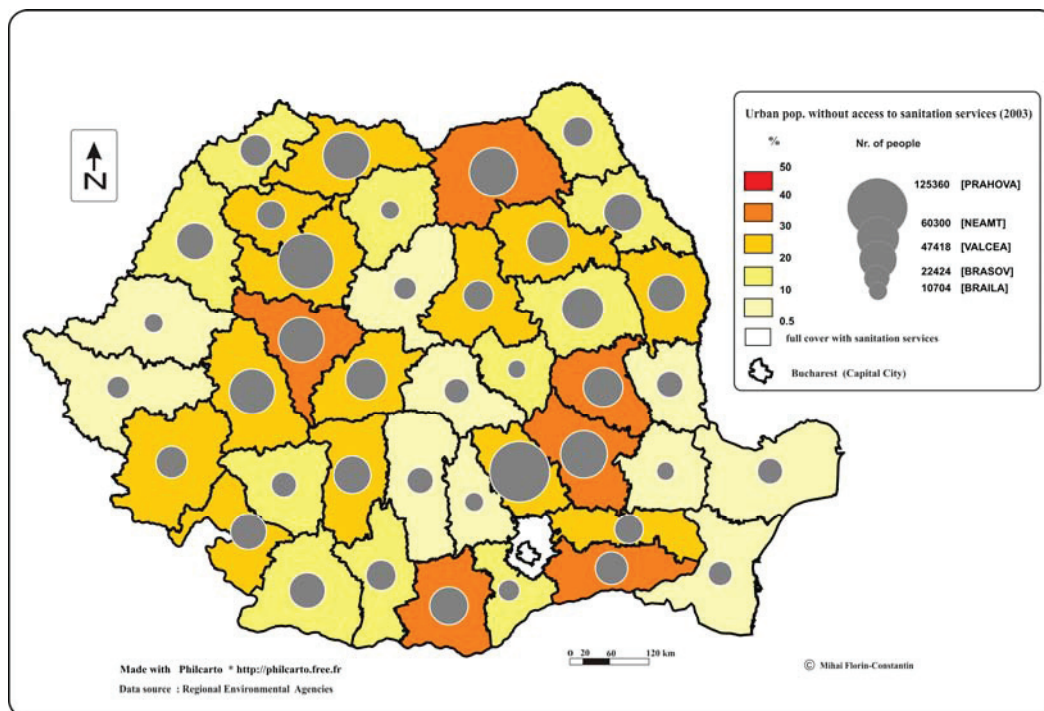 Urban pop. without access to sanitation services (2003)
%
Nr. of people
50
40
30
20
10
0.5
125360 [PRAHOVA]
60300 [NEAMT]
47418 [VALCEA]
22424 [BRASOV]
10704 [BRAILA]
full cover with sanitation services
Bucharest (Capital City)
N
0 20 60 120 km
Made with Philcarto * http://philcarto.free.fr
Data source : Regional Environmental Agencies
© Mihai Florin-Constantin